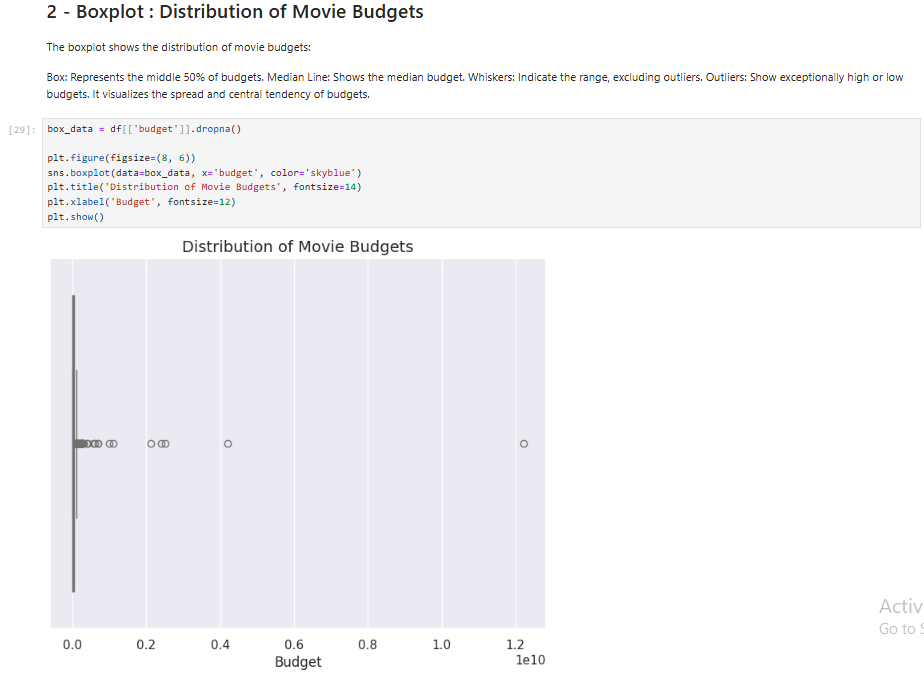 2 - Boxplot : Distribution of Movie Budgets
The boxplot shows the distribution of movie budgets:
Box: Represents the middle 50% of budgets. Median Line: Shows the median budget. Whiskers: Indicate the range, excluding outliers. Outliers: Show exceptionally high or low
budgets. It visualizes the spread and central tendency of budgets.
[29]: box_data = df[['budget']].dropna()
plt.figure(figsize=(8, 6))
sns.boxplot(data=box_data, x='budget', color='skyblue')
plt.title('Distribution of Movie Budgets', fontsize=14)
plt.xlabel('Budget', fontsize=12)
plt.show()
Distribution of Movie Budgets
0.0 0.2 0.4 0.6 0.8 1.0 1.2
1e10
Budget
Activ
Go to S